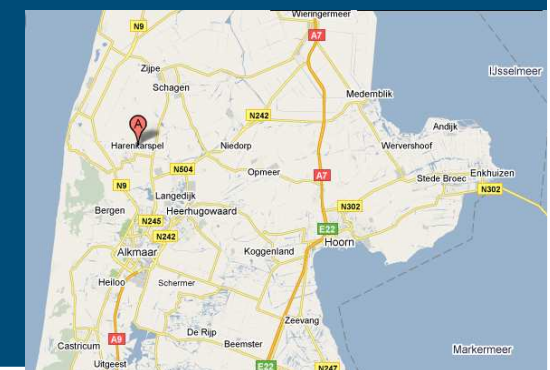 Wieringermeer
N9
A7
Zijpe
IJsselmeer
Schagen
Medemblik
N242
A
Andijk
Harenkarspel
Niedorp
Wervershoof
N504
Opmeer
A7
Stede Broec
Enkhuizen
N9
N302
Langedijk
Bergen
Heerhugowaard
N302
N245
N242
E22
Hoorn
Alkmaar
Koggenland
Heiloo
Schermer
Zeevang
De Rijp
A9
Beemster
Castricum
Markermeer
Uitgeest
E22
N247